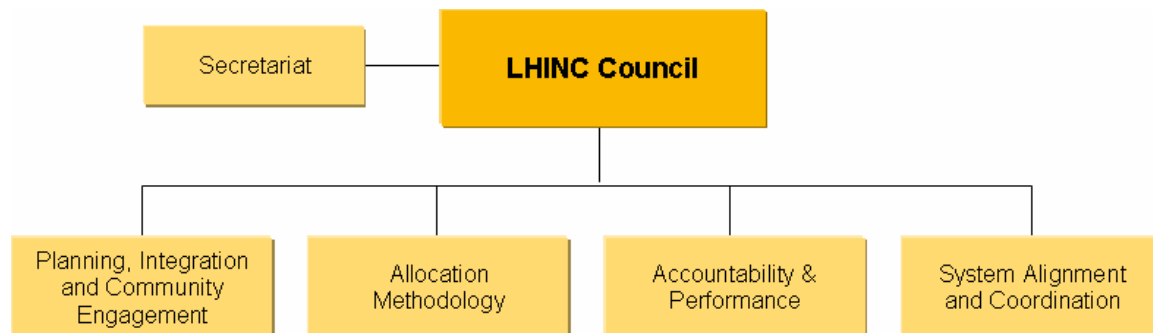 Secretariat
LHINC Council
Planning, Integration
and Community
Engagement
Allocation
Methodology
Accountability &
Performance
System Alignment
and Coordination